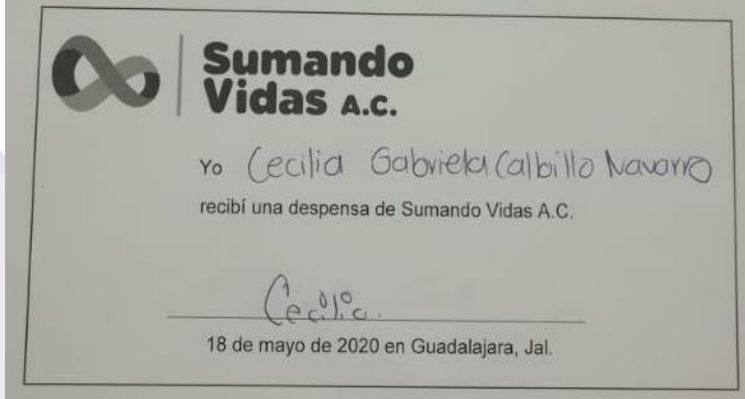 Sumando
Vidas A.C.
Yo Cecilia Gabriela Calbillo Navarro
recibí una despensa de Sumando Vidas A.C.
Cecilia.
18 de mayo de 2020 en Guadalajara, Jal.